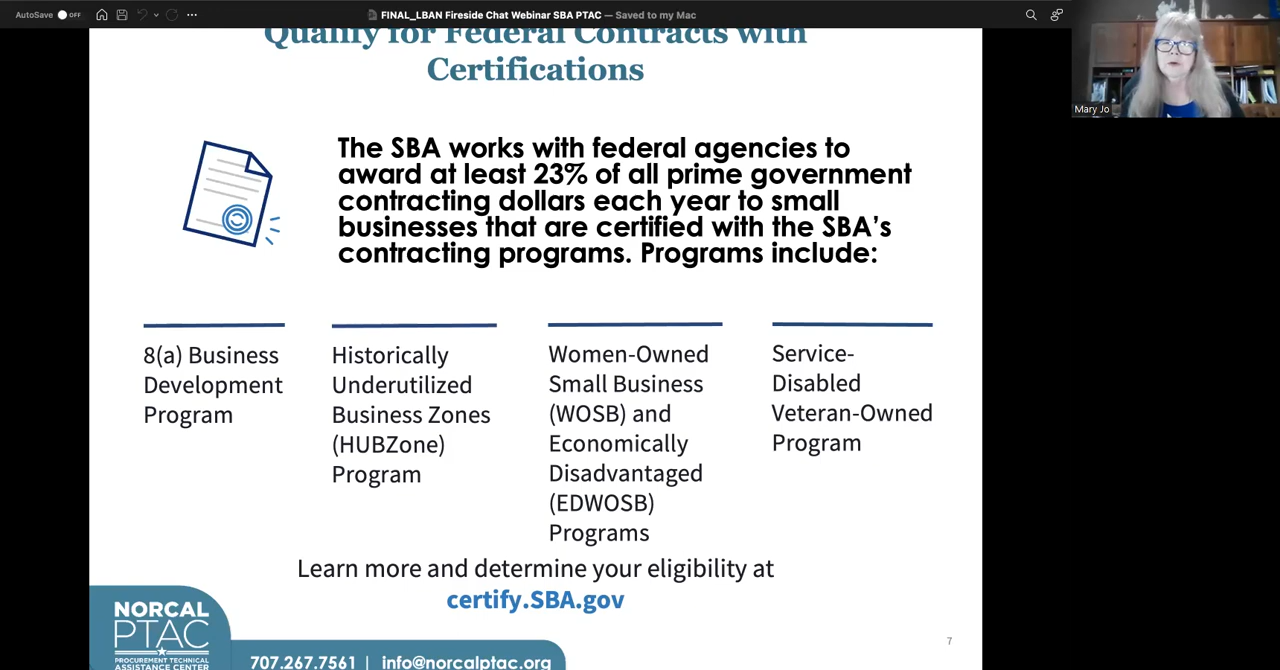 AutoSave OFF
FINAL_LBAN Fireside Chat Webinar SBA PTAC — Saved to my Mac
Qualify for Federal Contracts with
Certifications
Mary Jo
The SBA works with federal agencies to
award at least 23% of all prime government
contracting dollars each year to small
businesses that are certified with the SBA’s
contracting programs. Programs include:
8(a) Business
Development
Program
Historically
Underutilized
Business Zones
(HUBZone)
Program
Women-Owned
Small Business
(WOSB) and
Economically
Disadvantaged
(EDWOSB)
Programs
Service-
Disabled
Veteran-Owned
Program
Learn more and determine your eligibility at
certify.SBA.gov
NORCAL
PTAC
PROCUREMENT TECHNICAL
ASSISTANCE CENTER
707.267.7561 | info@norcalptac.org
7